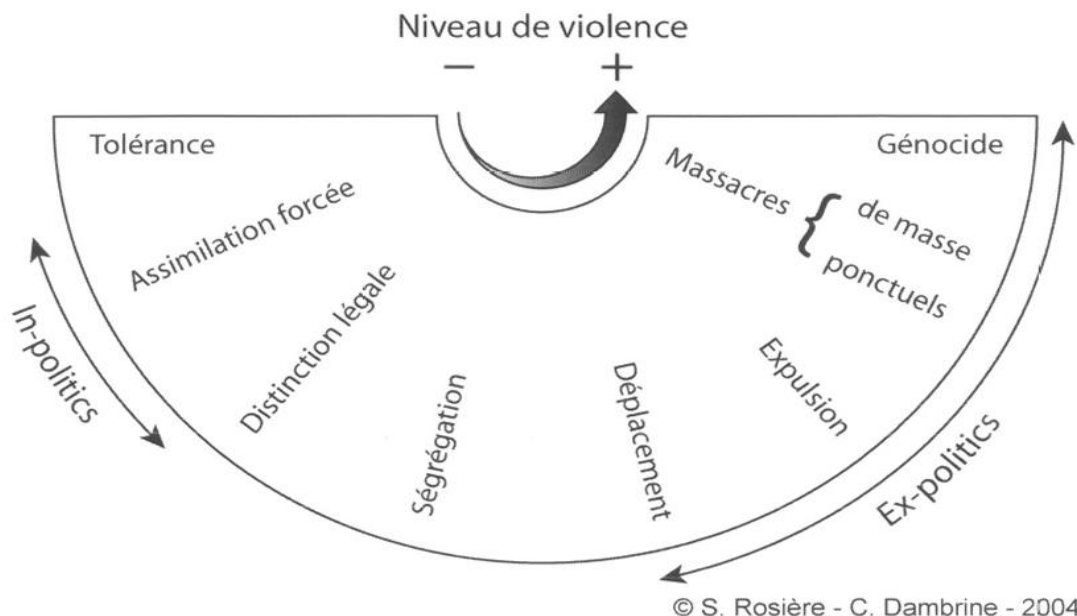 Niveau de violence
− +
Tolérance
Génocide
Assimilation forcée
Massacres
de masse
ponctuels
Distinction légale
Ségrégation
Déplacement
Expulsion
In-politics
Ex-politics
© S. Rosière - C. Dambrine - 2004